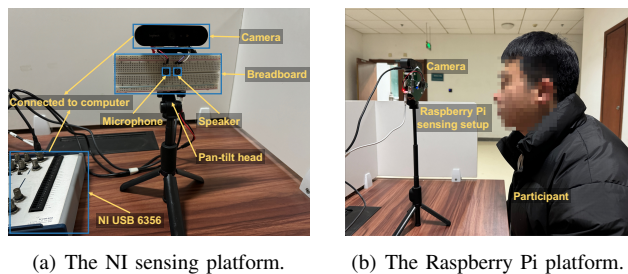 Camera
Breadboard
Connected to computer
Microphone
Speaker
Pan-tilt head
NI USB 6356
(a) The NI sensing platform.
Camera
Raspberry Pi
sensing setup
Participant
(b) The Raspberry Pi platform.